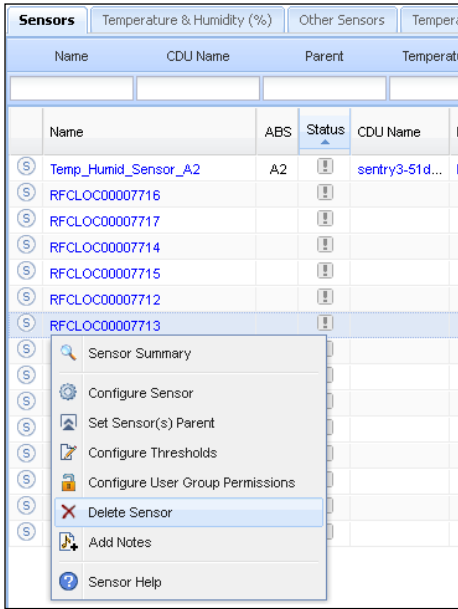 Sensors Temperature & Humidity (%) Other Sensors Tempera
Name CDU Name Parent Temperatu
Name ABS Status CDU Name
S Temp_Humid_Sensor_A2 A2 ! sentry3-51d...
S RFCLOC00007716 !
S RFCLOC00007717 !
S RFCLOC00007714 !
S RFCLOC00007715 !
S RFCLOC00007712 !
S RFCLOC00007713 !
S Sensor Summary
S
S Configure Sensor
S Set Sensor(s) Parent
S Configure Thresholds
S Configure User Group Permissions
S Delete Sensor
S Add Notes
? Sensor Help